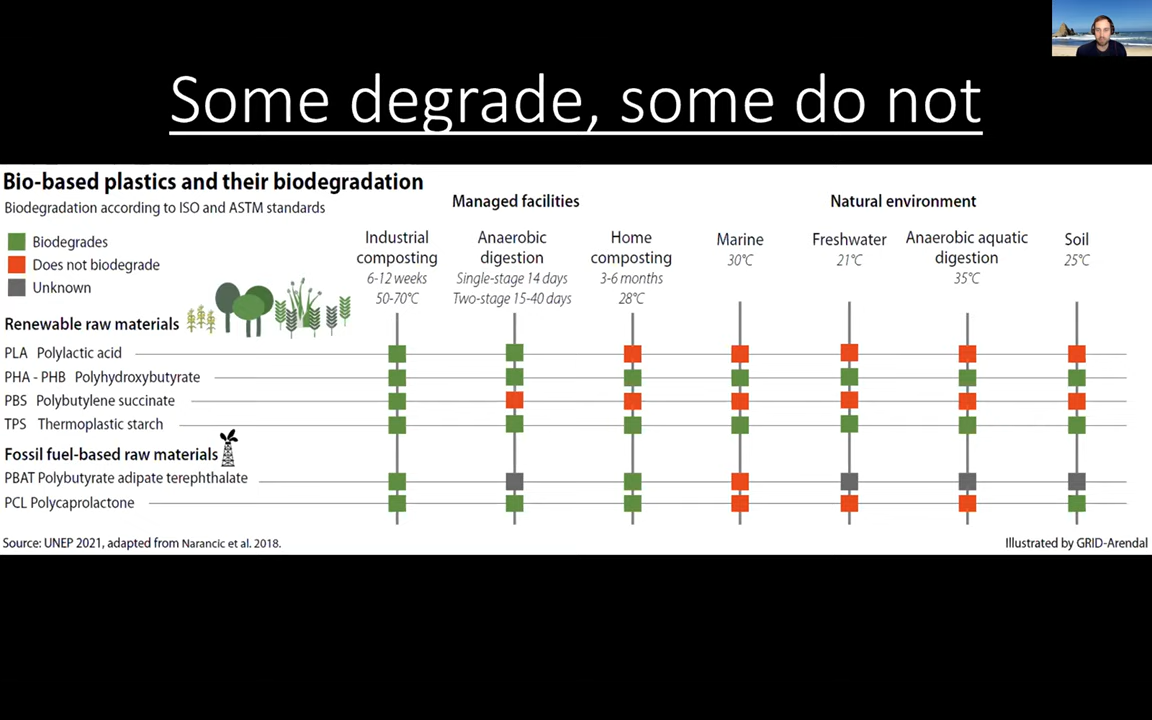 Some degrade, some do not
Bio-based plastics and their biodegradation
Biodegradation according to ISO and ASTM standards
Biodegrades
Does not biodegrade
Unknown
Managed facilities
Natural environment
Industrial composting
6-12 weeks
50-70°C
Anaerobic digestion
Single-stage 14 days
Two-stage 15-40 days
Home composting
3-6 months
28°C
Marine
30°C
Freshwater
21°C
Anaerobic aquatic digestion
35°C
Soil
25°C
Renewable raw materials
PLA Polylactic acid
PHA - PHB Polyhydroxybutyrate
PBS Polybutylene succinate
TPS Thermoplastic starch
Fossil fuel-based raw materials
PBAT Polybutyrate adipate terephthalate
PCL Polycaprolactone
Source: UNEP 2021, adapted from Narancic et al. 2018.
Illustrated by GRID-Arendal